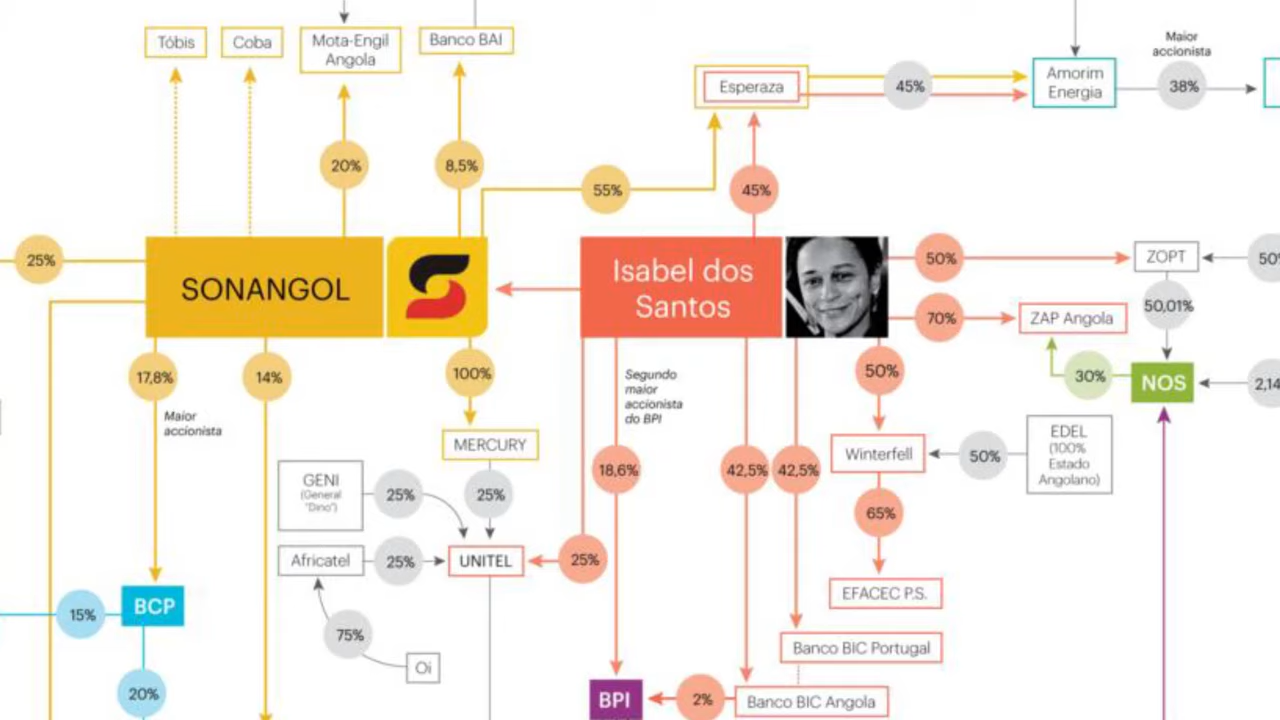 Tóbis
Coba
Mota-Engil
Angola
Banco BAI
Maior
accionista
Esperaza
45%
Amorim
Energia
38%
20%
8,5%
55%
45%
25%
SONANGOL
Isabel dos
Santos
50%
ZOPT
50%
70%
ZAP Angola
50,01%
17,8%
14%
100%
Segundo
maior
accionista
do BPI
50%
30%
NOS
2,14
Maior
accionista
MERCURY
Winterfell
50%
EDEL
(100%
Estado
Angolano)
GENI
(General
"Dino")
25%
25%
18,6%
42,5%
42,5%
65%
Africatel
25%
UNITEL
25%
EFACEC P.S.
15%
BCP
75%
Oi
Banco BIC Portugal
20%
BPI
2%
Banco BIC Angola